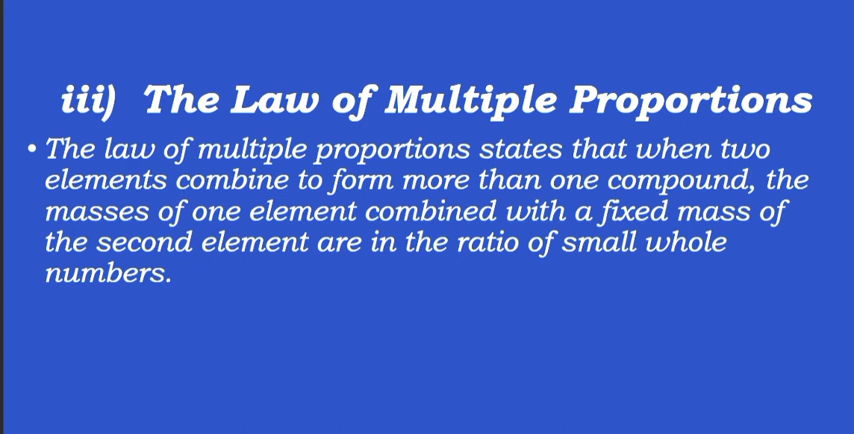 iii) The Law of Multiple Proportions
• The law of multiple proportions states that when two
elements combine to form more than one compound, the
masses of one element combined with a fixed mass of
the second element are in the ratio of small whole
numbers.